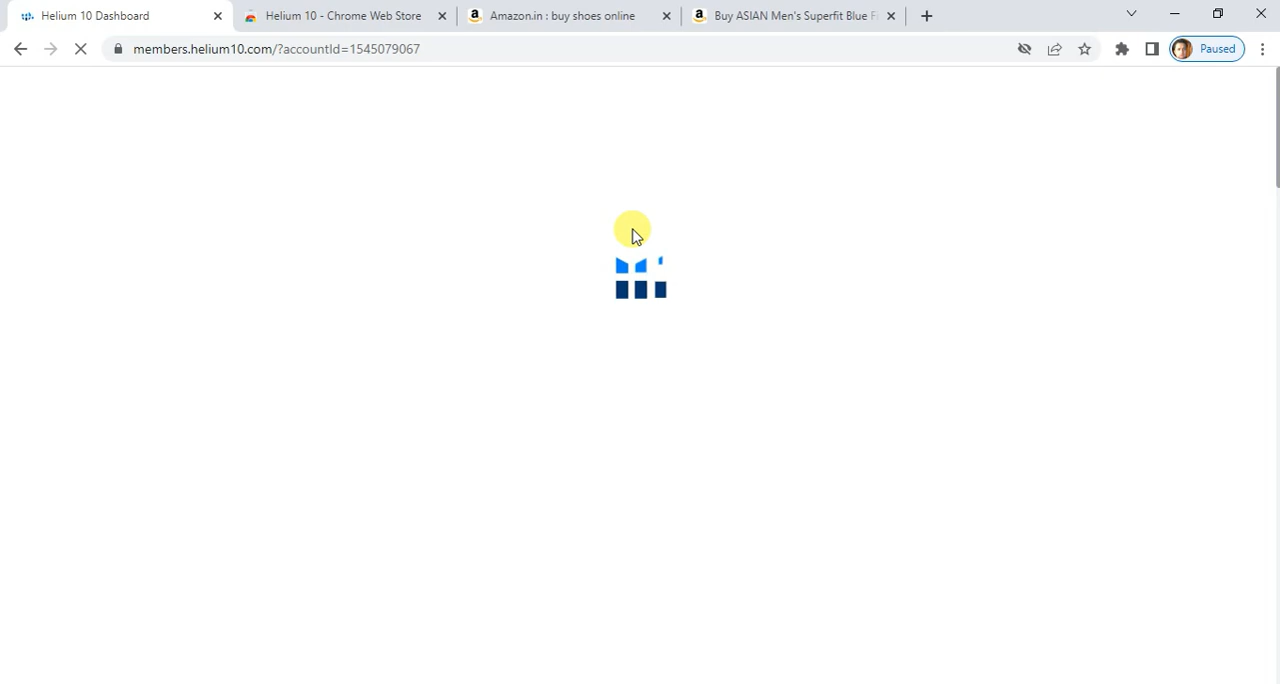 Helium 10 Dashboard
Helium 10 - Chrome Web Store
Amazon.in : buy shoes online
Buy ASIAN Men's Superfit Blue F
members.helium10.com/?accountId=1545079067
Paused